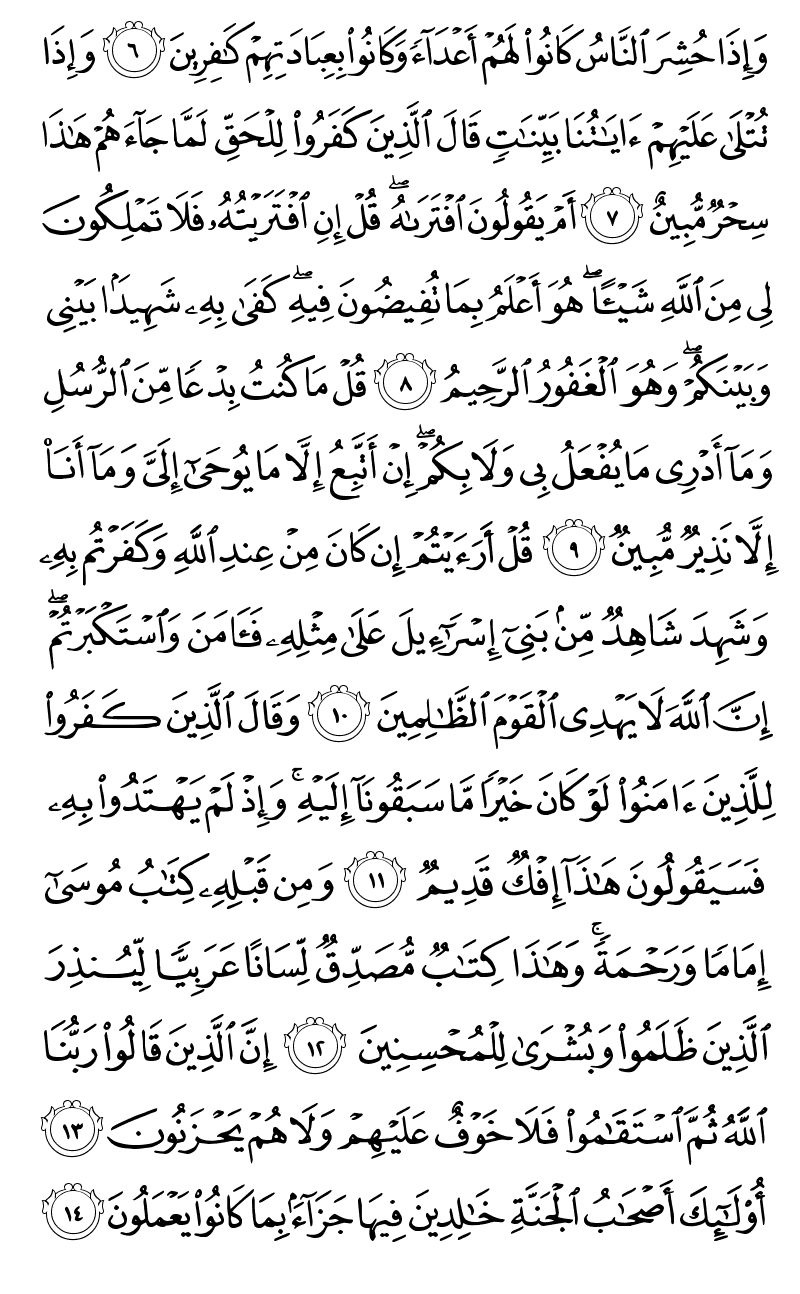 وَإِذَا حُشِرَ ٱلنَّاسُ كَانُوا۟ لَهُمْ أَعْدَآءً وَكَانُوا۟ بِعِبَادَتِهِمْ كَـٰفِرِينَ ٦ وَإِذَا
تُتْلَىٰ عَلَيْهِمْ ءَايَـٰتُنَا بَيِّنَـٰتٍ قَالَ ٱلَّذِينَ كَفَرُوا۟ لِلْحَقِّ لَمَّا جَآءَهُمْ هَـٰذَا
سِحْرٌ مُّبِينٌ ٧ أَمْ يَقُولُونَ ٱفْتَرَىٰهُ ۖ قُلْ إِنِ ٱفْتَرَيْتُهُۥ فَلَا تَمْلِكُونَ
لِى مِنَ ٱللَّهِ شَيْـًٔا ۖ هُوَ أَعْلَمُ بِمَا تُفِيضُونَ فِيهِ ۖ كَفَىٰ بِهِۦ شَهِيدًۢا بَيْنِى
وَبَيْنَكُمْ ۖ وَهُوَ ٱلْغَفُورُ ٱلرَّحِيمُ ٨ قُلْ مَا كُنتُ بِدْعًا مِّنَ ٱلرُّسُلِ
وَمَآ أَدْرِى مَا يُفْعَلُ بِى وَلَا بِكُمْ ۖ إِنْ أَتَّبِعُ إِلَّا مَا يُوحَىٰٓ إِلَىَّ وَمَآ أَنَا۠
إِلَّا نَذِيرٌ مُّبِينٌ ٩ قُلْ أَرَءَيْتُمْ إِن كَانَ مِنْ عِندِ ٱللَّهِ وَكَفَرْتُم بِهِۦ
وَشَهِدَ شَاهِدٌ مِّنۢ بَنِىٓ إِسْرَٰٓءِيلَ عَلَىٰ مِثْلِهِۦ فَـَٔامَنَ وَٱسْتَكْبَرْتُمْ ۖ
إِنَّ ٱللَّهَ لَا يَهْدِى ٱلْقَوْمَ ٱلظَّـٰلِمِينَ ١٠ وَقَالَ ٱلَّذِينَ كَفَرُوا۟
لِلَّذِينَ ءَامَنُوا۟ لَوْ كَانَ خَيْرًا مَّا سَبَقُونَآ إِلَيْهِ ۚ وَإِذْ لَمْ يَهْتَدُوا۟ بِهِۦ
فَسَيَقُولُونَ هَـٰذَآ إِفْكٌ قَدِيمٌ ١١ وَمِن قَبْلِهِۦ كِتَـٰبُ مُوسَىٰٓ
إِمَامًا وَرَحْمَةً ۚ وَهَـٰذَا كِتَـٰبٌ مُّصَدِّقٌ لِّسَانًا عَرَبِيًّا لِّيُنذِرَ
ٱلَّذِينَ ظَلَمُوا۟ وَبُشْرَىٰ لِلْمُحْسِنِينَ ١٢ إِنَّ ٱلَّذِينَ قَالُوا۟ رَبُّنَا
ٱللَّهُ ثُمَّ ٱسْتَقَـٰمُوا۟ فَلَا خَوْفٌ عَلَيْهِمْ وَلَا هُمْ يَحْزَنُونَ ١٣
أُو۟لَـٰٓئِكَ أَصْحَـٰبُ ٱلْجَنَّةِ خَـٰلِدِينَ فِيهَا جَزَآءًۢ بِمَا كَانُوا۟ يَعْمَلُونَ ١٤